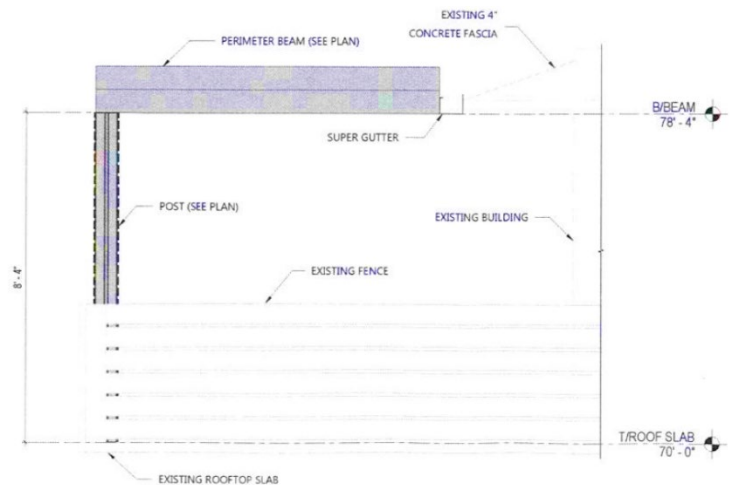 EXISTING 4"
CONCRETE FASCIA
PERIMETER BEAM (SEE PLAN)
B/BEAM
78' - 4"
SUPER GUTTER
POST (SEE PLAN)
EXISTING BUILDING
8' - 4"
EXISTING FENCE
T/ROOF SLAB
70' - 0"
EXISTING ROOFTOP SLAB